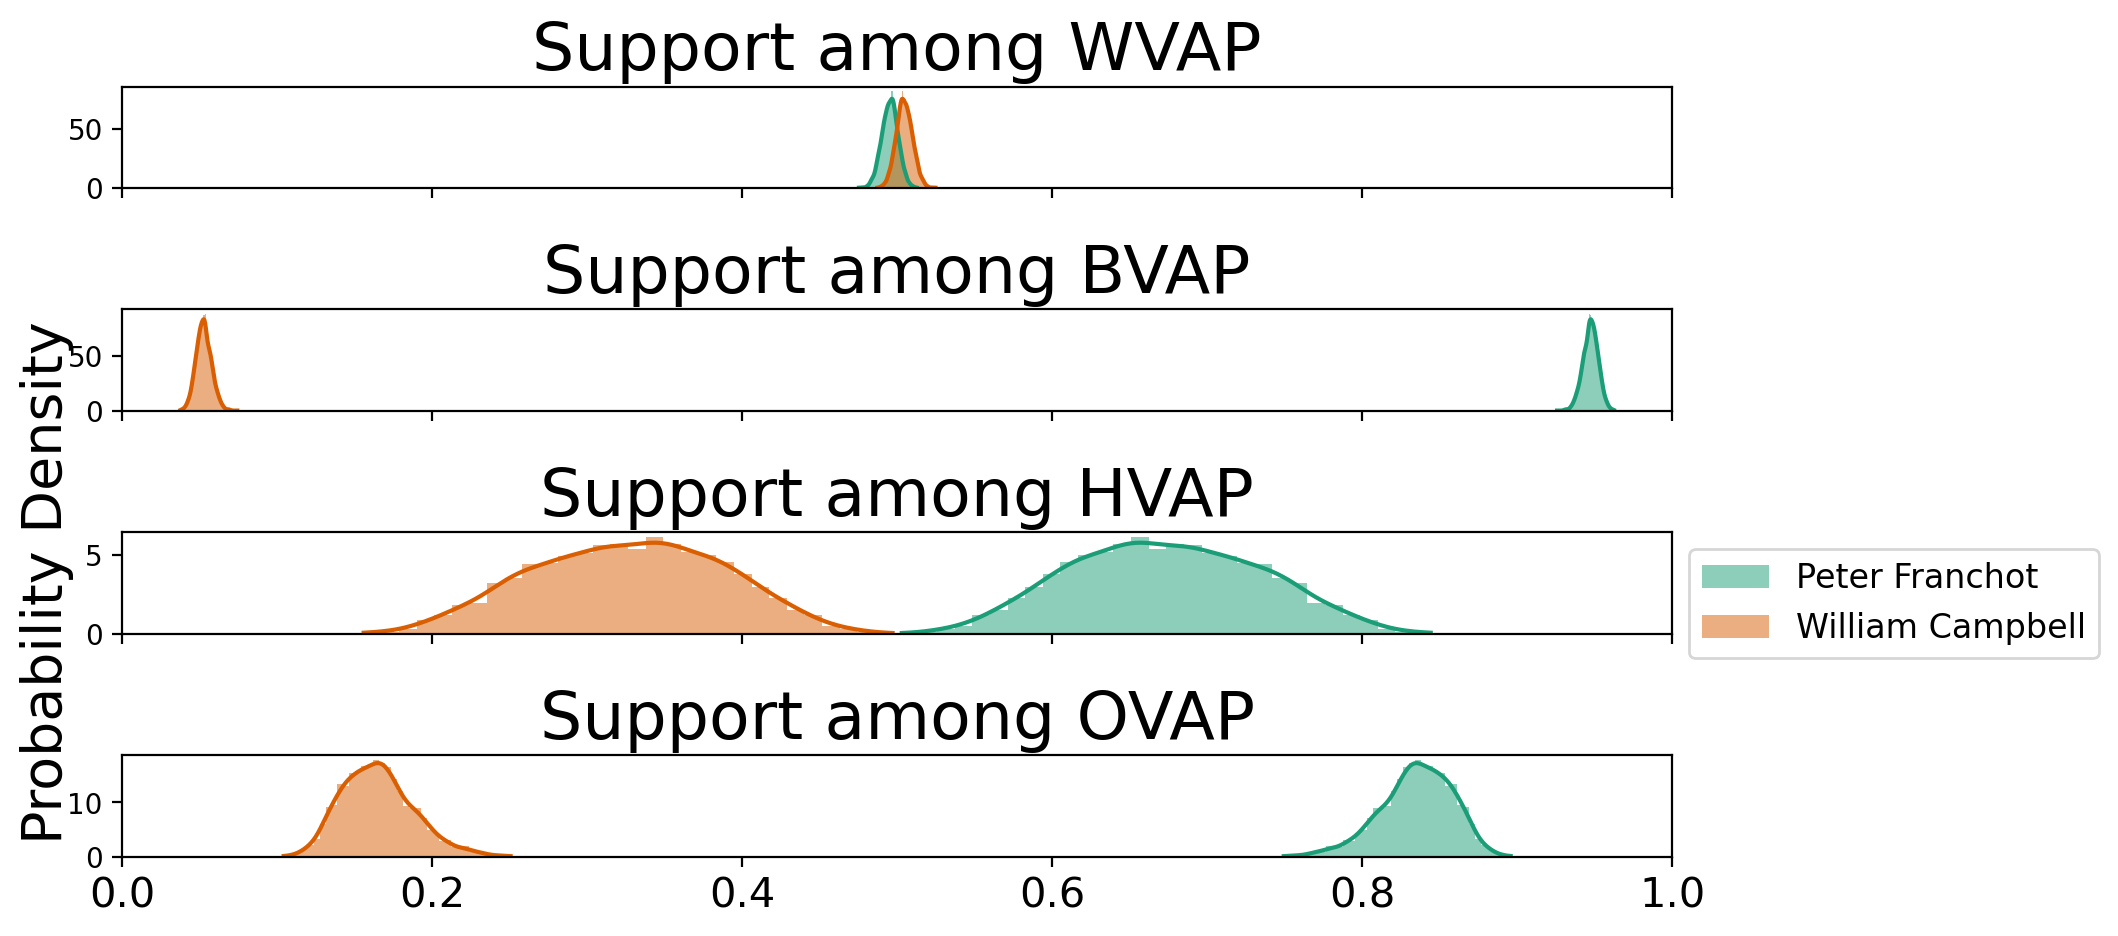 Support among WVAP
50
0
Support among BVAP
50
0
Support among HVAP
5
0
Support among OVAP
10
0
0.0 0.2 0.4 0.6 0.8 1.0
Probability Density
Peter Franchot
William Campbell